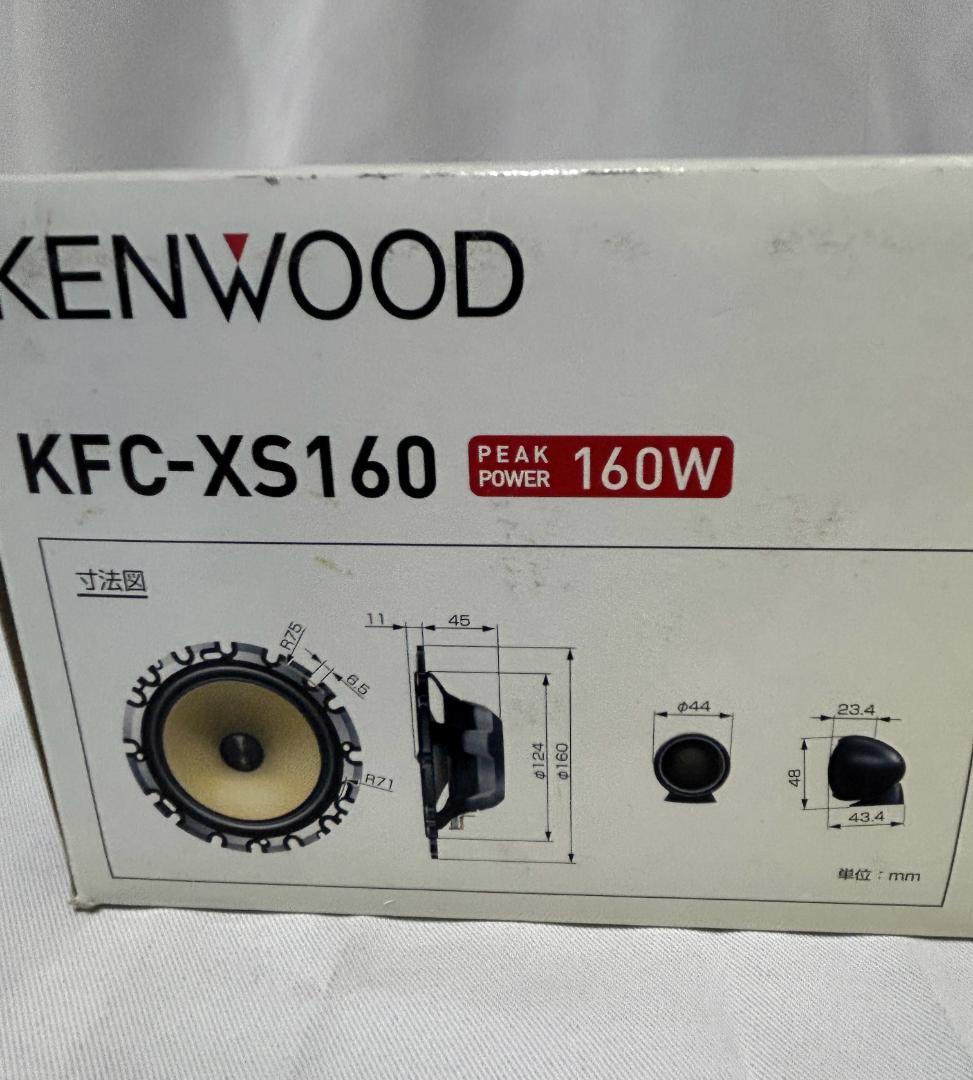 KENWOOD
KFC-XS160
PEAK POWER 160W
寸法図
R75
6.5
R71
11
45
φ124
φ160
φ44
23.4
48
43.4
単位：mm